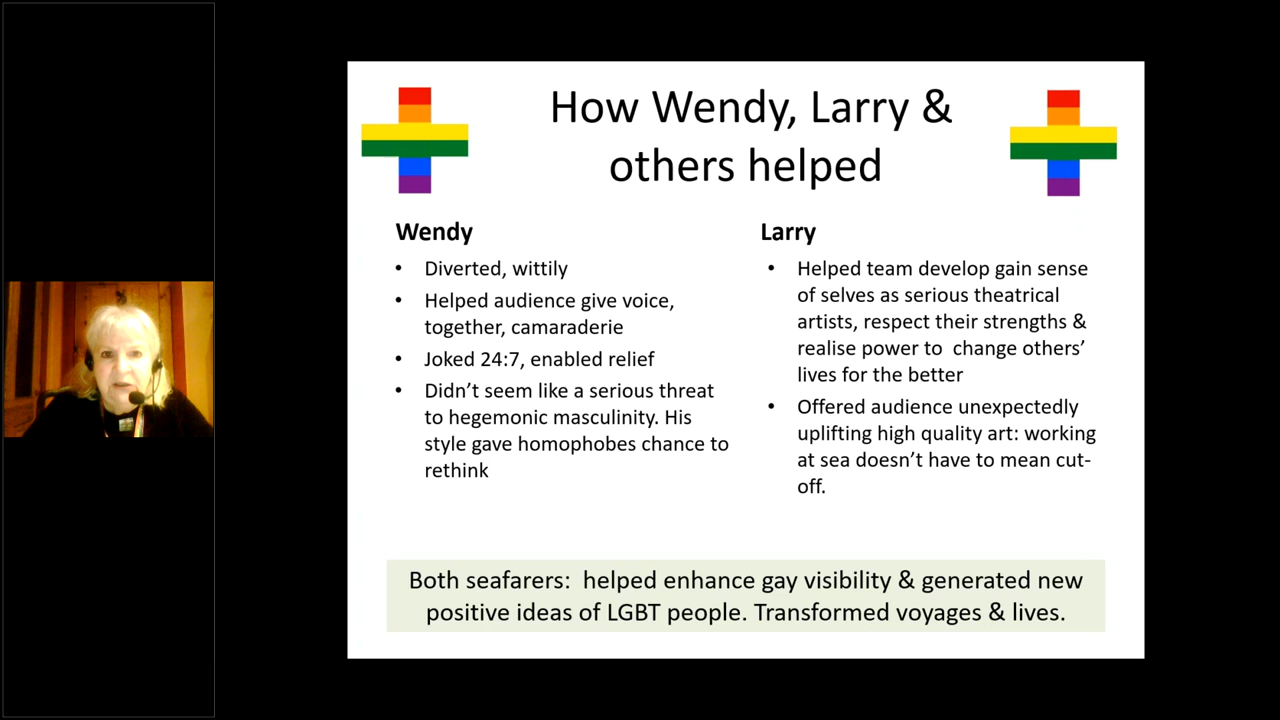 How Wendy, Larry &
others helped
Wendy
• Diverted, wittily
• Helped audience give voice,
together, camaraderie
• Joked 24:7, enabled relief
• Didn't seem like a serious threat
to hegemonic masculinity. His
style gave homophobes chance to
rethink
Larry
• Helped team develop gain sense
of selves as serious theatrical
artists, respect their strengths &
realise power to  change others'
lives for the better
• Offered audience unexpectedly
uplifting high quality art: working
at sea doesn't have to mean cut-
off.
Both seafarers:  helped enhance gay visibility & generated new
positive ideas of LGBT people. Transformed voyages & lives.